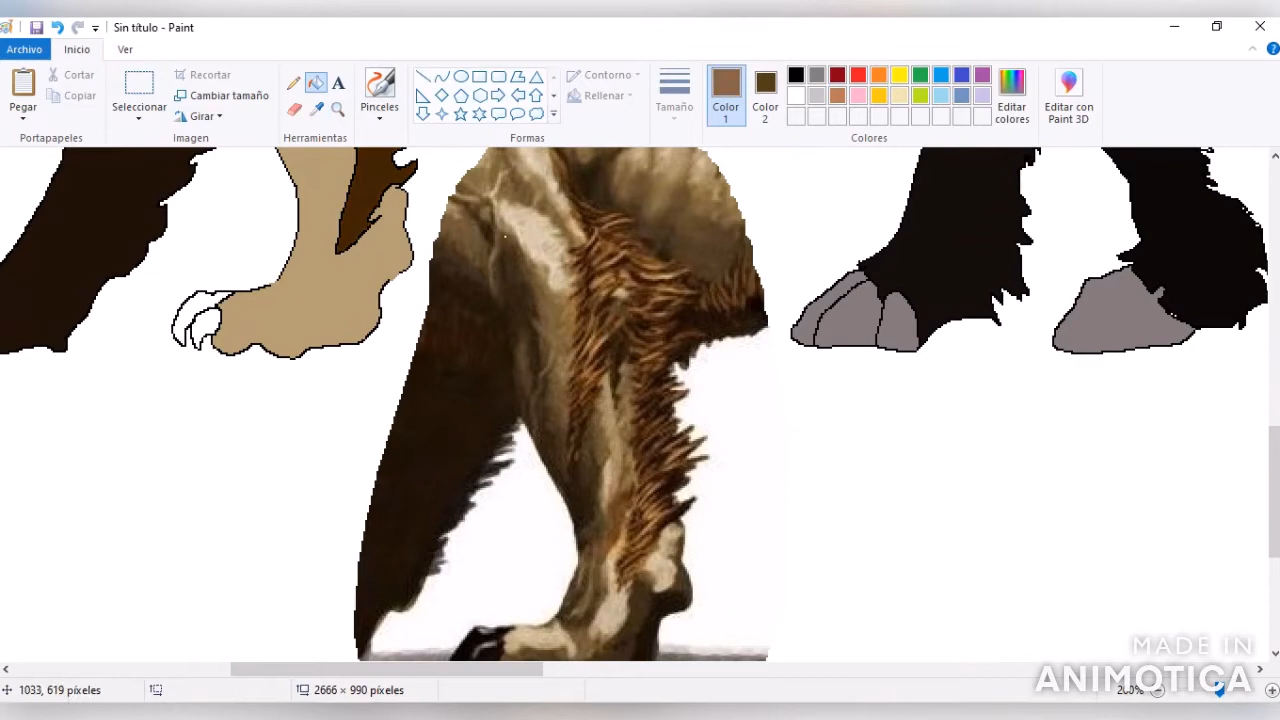 Sin título - Paint
Archivo Inicio Ver
Pegar
Cortar
Copiar
Portapapeles
Seleccionar
Recortar
Cambiar tamaño
Girar
Imagen
A
Herramientas
Pinceles
Contorno
Rellenar
Formas
Tamaño
Color
1
Color
2
Editar
colores
Colores
Editar con
Paint 3D
MADE IN
ANIMOTICA
1033, 619 píxeles
2666 × 990 píxeles
200%